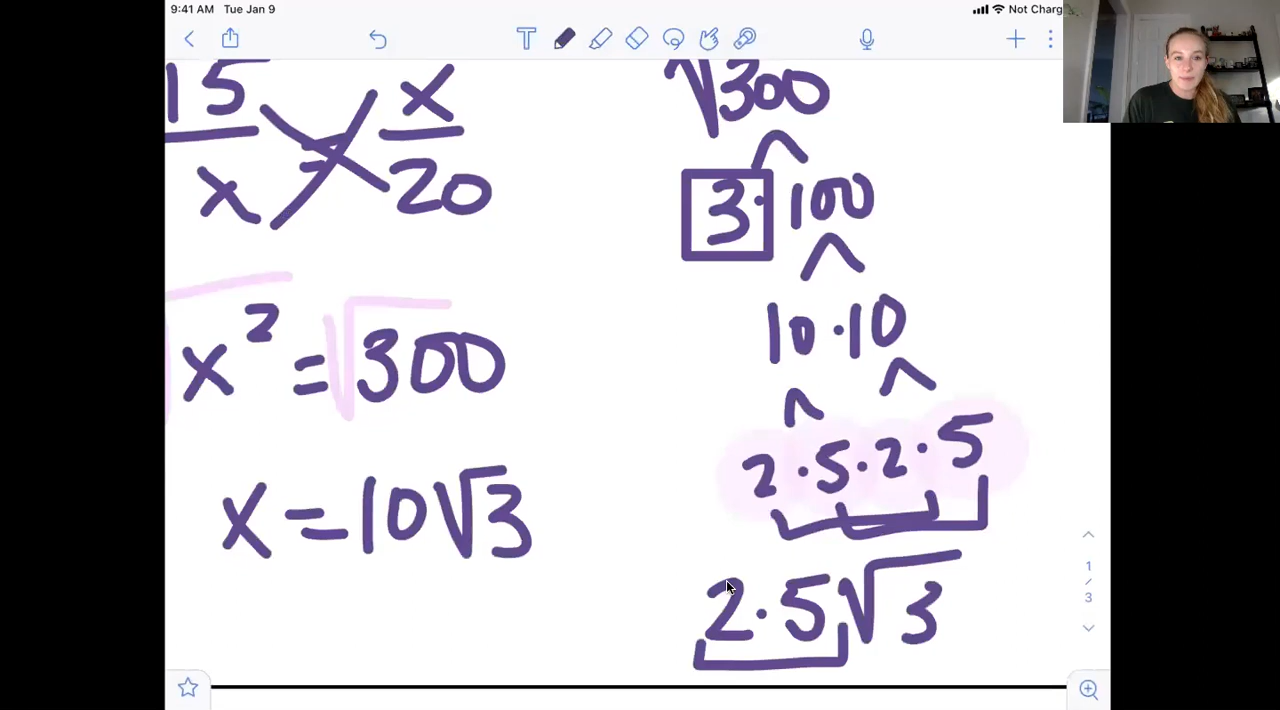 9:41 AM Tue Jan 9
Not Charg
T
15/x = x/20
x² = √300
x = 10√3
√300
3·100
10·10
2·5·2·5
2·5√3
1
/
3